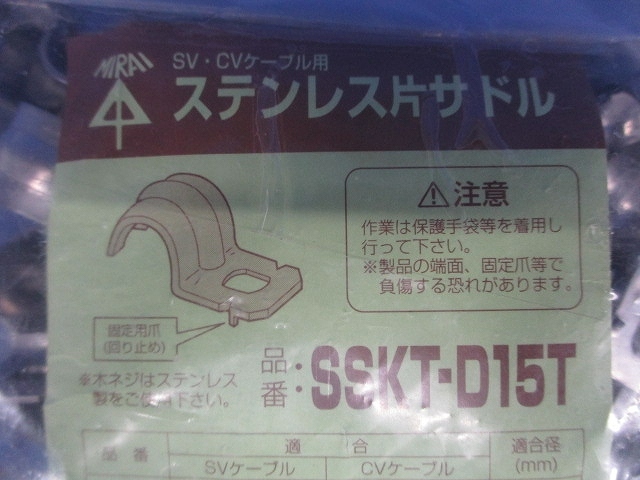 MIRAI
SV・CVケーブル用
ステンレス片サドル
注意
作業は保護手袋等を着用し
行って下さい。
※製品の端面、固定爪等で
負傷する恐れがあります。
固定用爪
(回り止め)
※木ネジはステンレス
製をご使用下さい。
品番:SSKT-D15T
品番
適合
適合径
(mm)
SVケーブル
CVケーブル